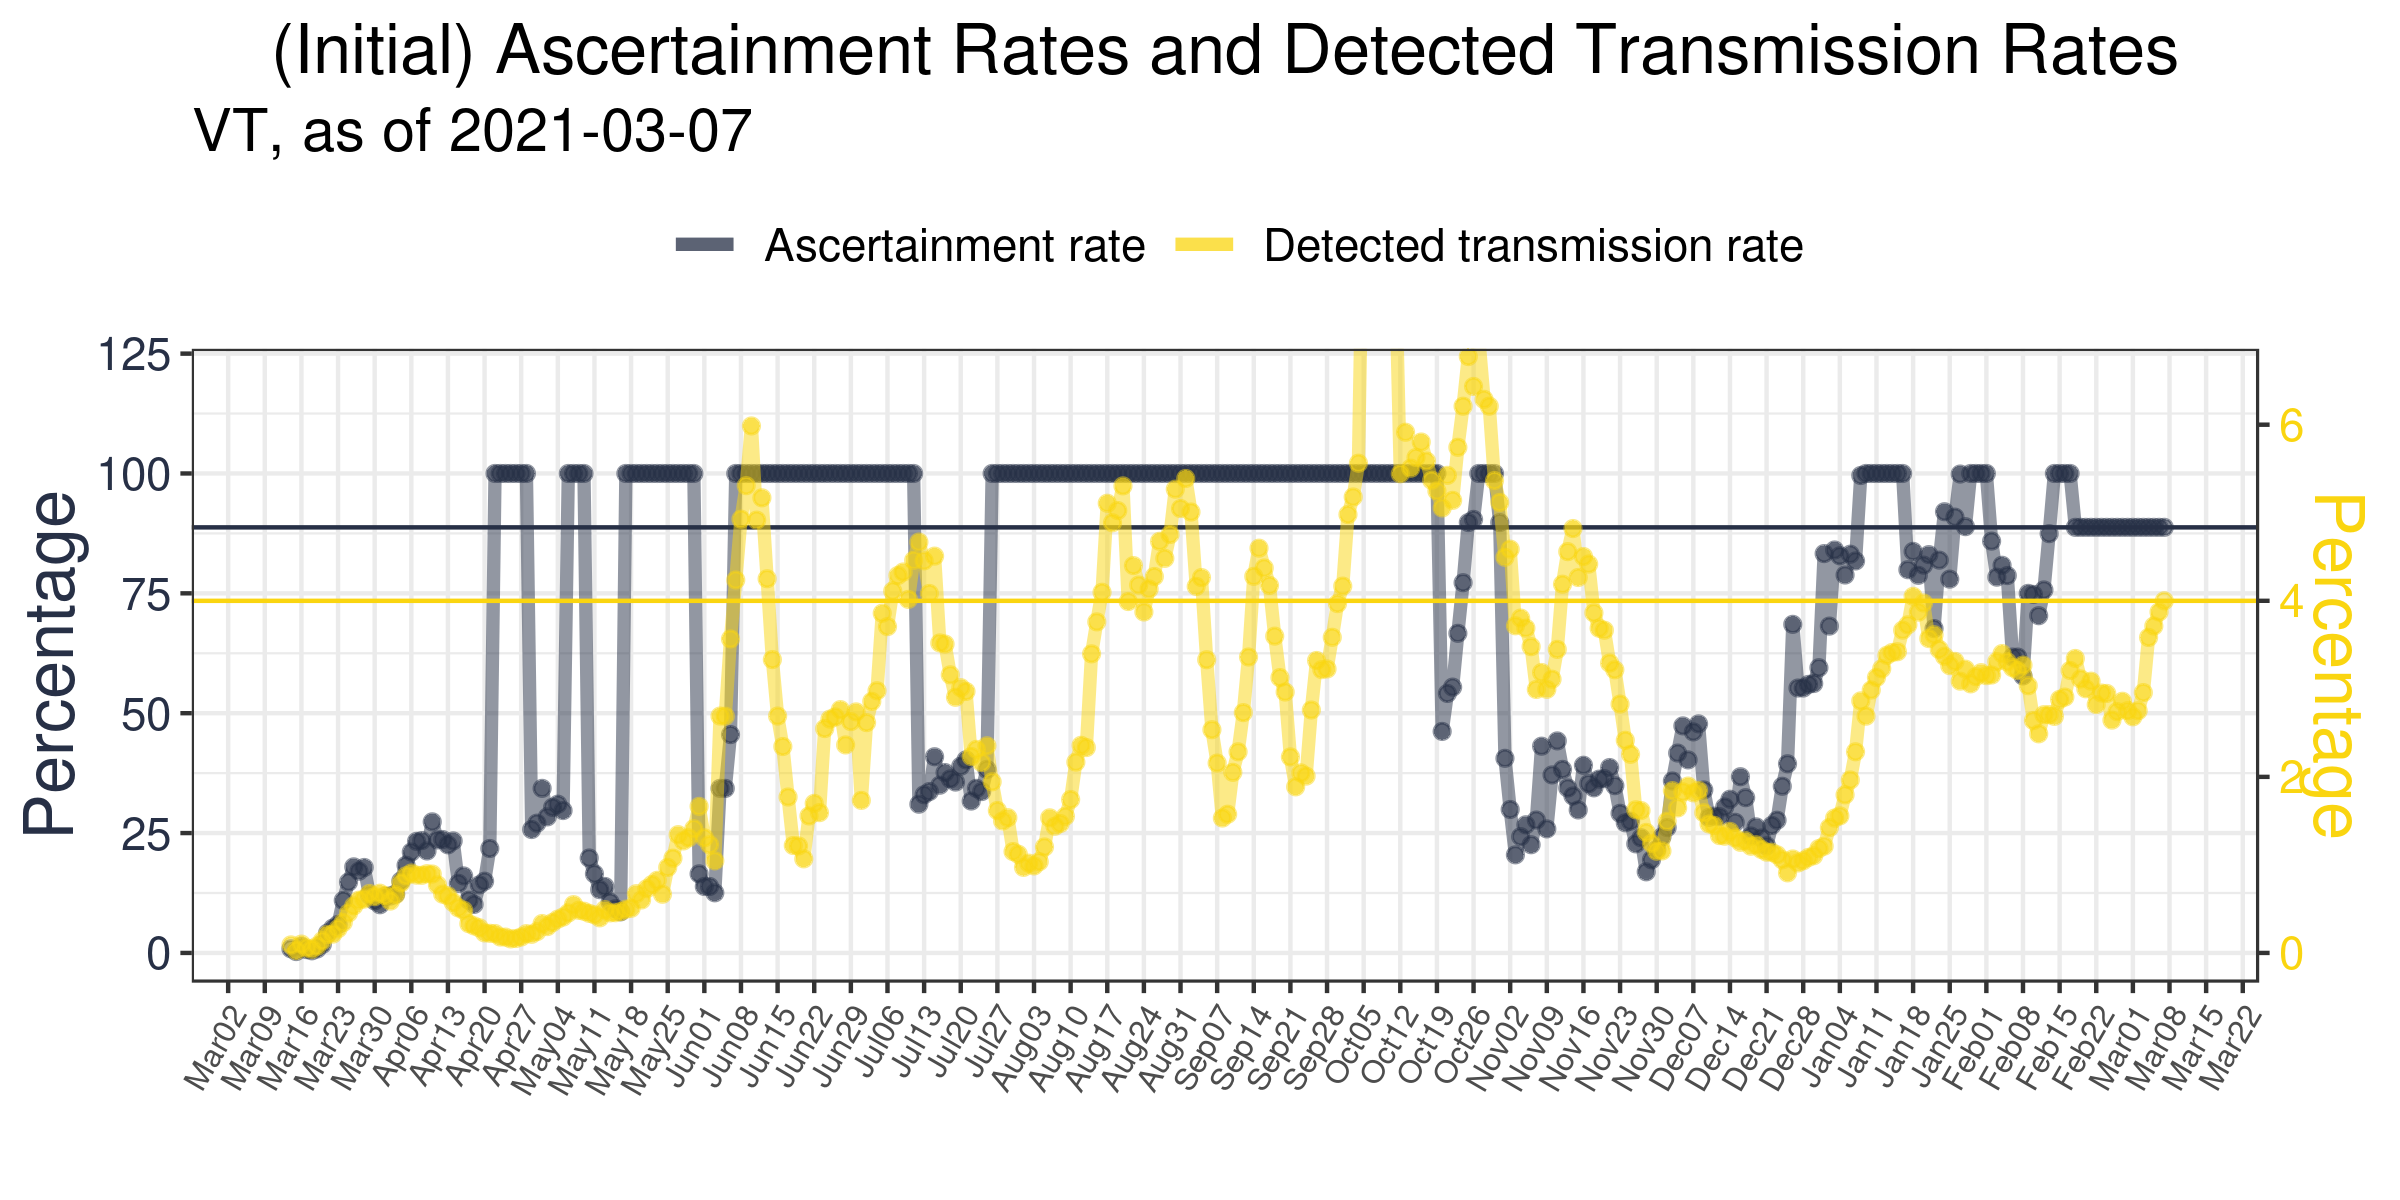 (Initial) Ascertainment Rates and Detected Transmission Rates
VT, as of 2021-03-07
Ascertainment rate
Detected transmission rate
Percentage
125
100
75
50
25
0
6
4
2
0
Percentage
Mar02
Mar09
Mar16
Mar23
Mar30
Apr06
Apr13
Apr20
Apr27
May04
May11
May18
May25
Jun01
Jun08
Jun15
Jun22
Jun29
Jul06
Jul13
Jul20
Jul27
Aug03
Aug10
Aug17
Aug24
Aug31
Sep07
Sep14
Sep21
Sep28
Oct05
Oct12
Oct19
Oct26
Nov02
Nov09
Nov16
Nov23
Nov30
Dec07
Dec14
Dec21
Dec28
Dec04
Jan11
Jan18
Jan25
Feb01
Feb08
Feb15
Feb22
Mar01
Mar08
Mar15
Mar22